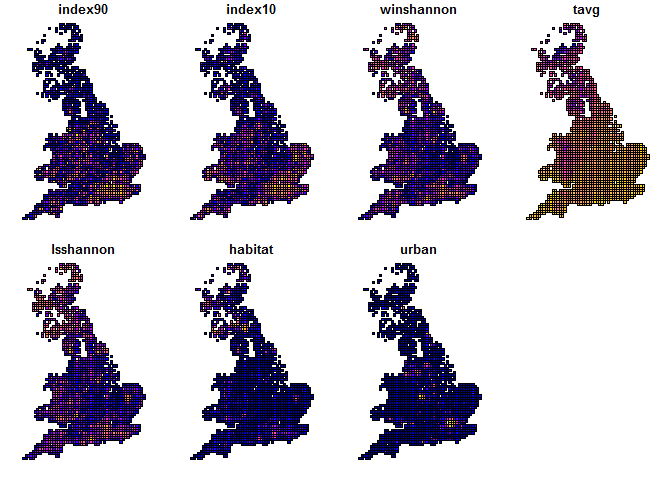 index90
index10
winshannon
tavg
lsshannon
habitat
urban